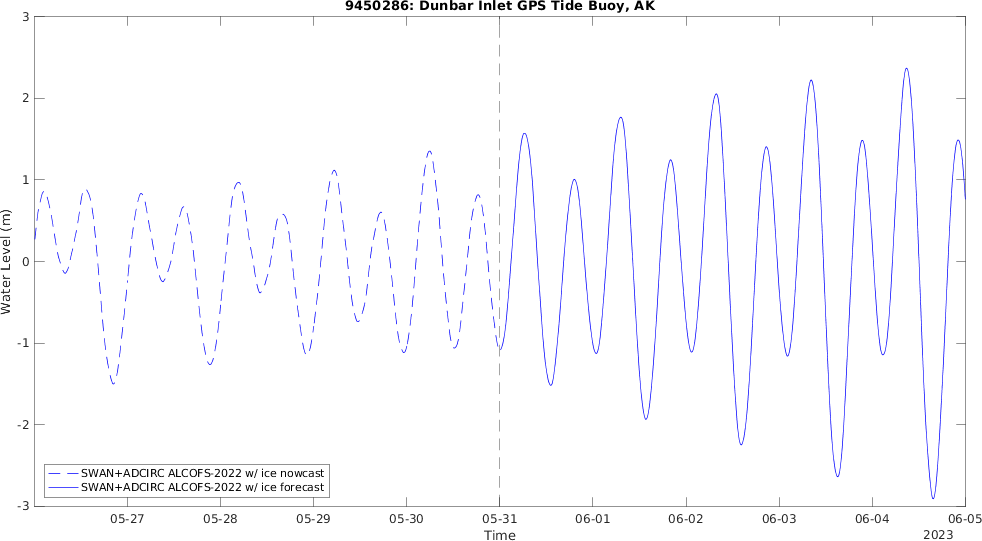 9450286: Dunbar Inlet GPS Tide Buoy, AK
3
2
1
0
-1
-2
-3
Water Level (m)
SWAN+ADCIRC ALCOFS-2022 w/ ice nowcast
SWAN+ADCIRC ALCOFS-2022 w/ ice forecast
05-27 05-28 05-29 05-30 05-31 06-01 06-02 06-03 06-04 06-05
Time 2023